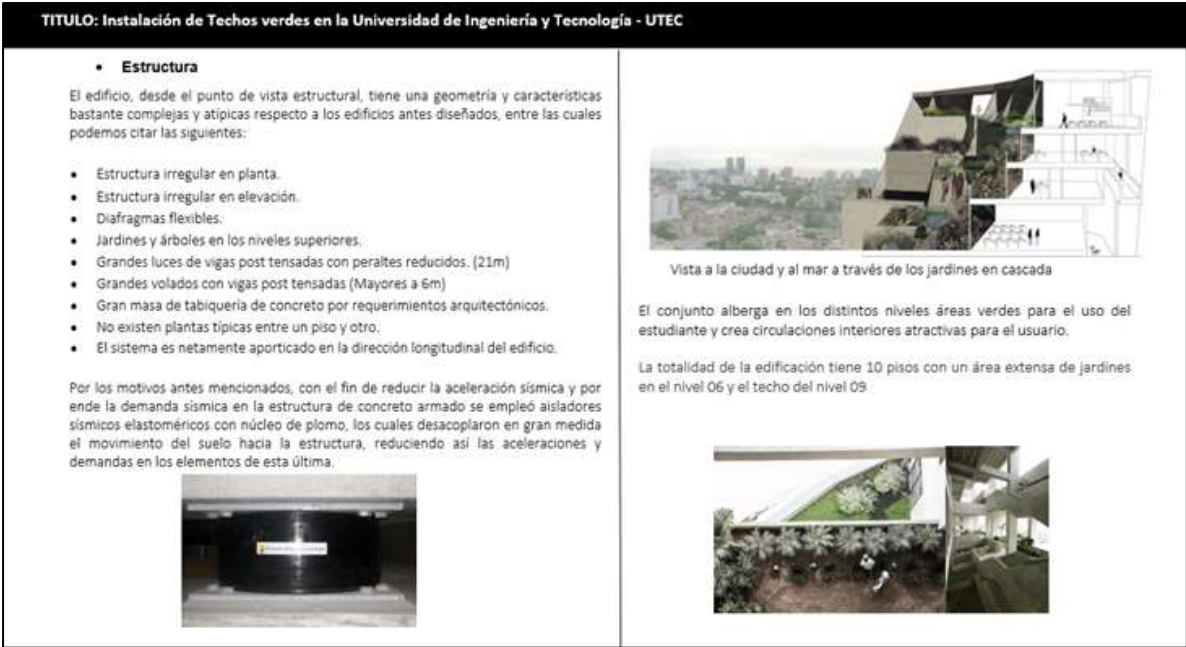 TITULO: Instalación de Techos verdes en la Universidad de Ingeniería y Tecnología - UTEC
• Estructura
El edificio, desde el punto de vista estructural, tiene una geometría y características
bastante complejas y atípicas respecto a los edificios antes diseñados, entre las cuales
podemos citar las siguientes:
• Estructura irregular en planta.
• Estructura irregular en elevación.
• Diafragmas flexibles.
• Jardines y árboles en los niveles superiores.
• Grandes luces de vigas post tensadas con peraltes reducidos. (21m)
• Grandes volados con vigas post tensadas (Mayores a 6m)
• Gran masa de tabiquería de concreto por requerimientos arquitectónicos.
• No existen plantas típicas entre un piso y otro.
• El sistema es netamente aporticado en la dirección longitudinal del edificio.
Por los motivos antes mencionados, con el fin de reducir la aceleración sísmica y por
ende la demanda sísmica en la estructura de concreto armado se empleó aisladores
sísmicos elastoméricos con núcleo de plomo, los cuales desacoplaron en gran medida
el movimiento del suelo hacia la estructura, reduciendo así las aceleraciones y
demandas en los elementos de esta última.
Vista a la ciudad y al mar a través de los jardines en cascada
El conjunto alberga en los distintos niveles áreas verdes para el uso del
estudiante y crea circulaciones interiores atractivas para el usuario.
La totalidad de la edificación tiene 10 pisos con un área extensa de jardines
en el nivel 06 y el techo del nivel 09